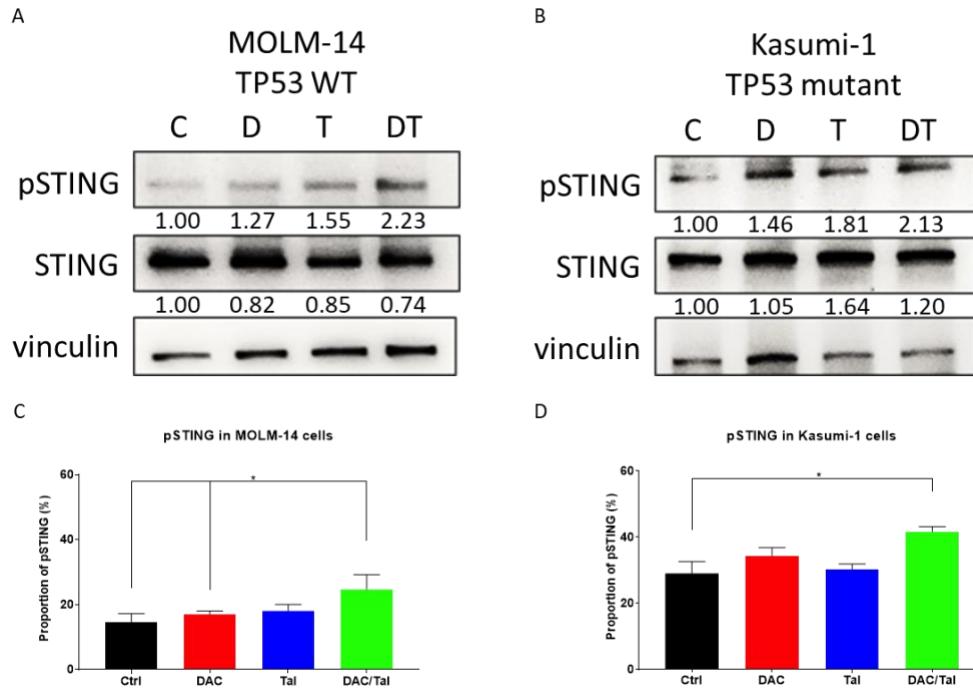 A
MOLM-14
TP53 WT
C D T DT
pSTING
1.00 1.27 1.55 2.23
STING
1.00 0.82 0.85 0.74
vinculin
B
Kasumi-1
TP53 mutant
C D T DT
pSTING
1.00 1.46 1.81 2.13
STING
1.00 1.05 1.64 1.20
vinculin
C
pSTING in MOLM-14 cells
Proportion of pSTING (%)
60
40
20
0
*
Ctrl DAC Tal DAC/Tal
D
pSTING in Kasumi-1 cells
Proportion of pSTING (%)
60
40
20
0
*
Ctrl DAC Tal DAC/Tal